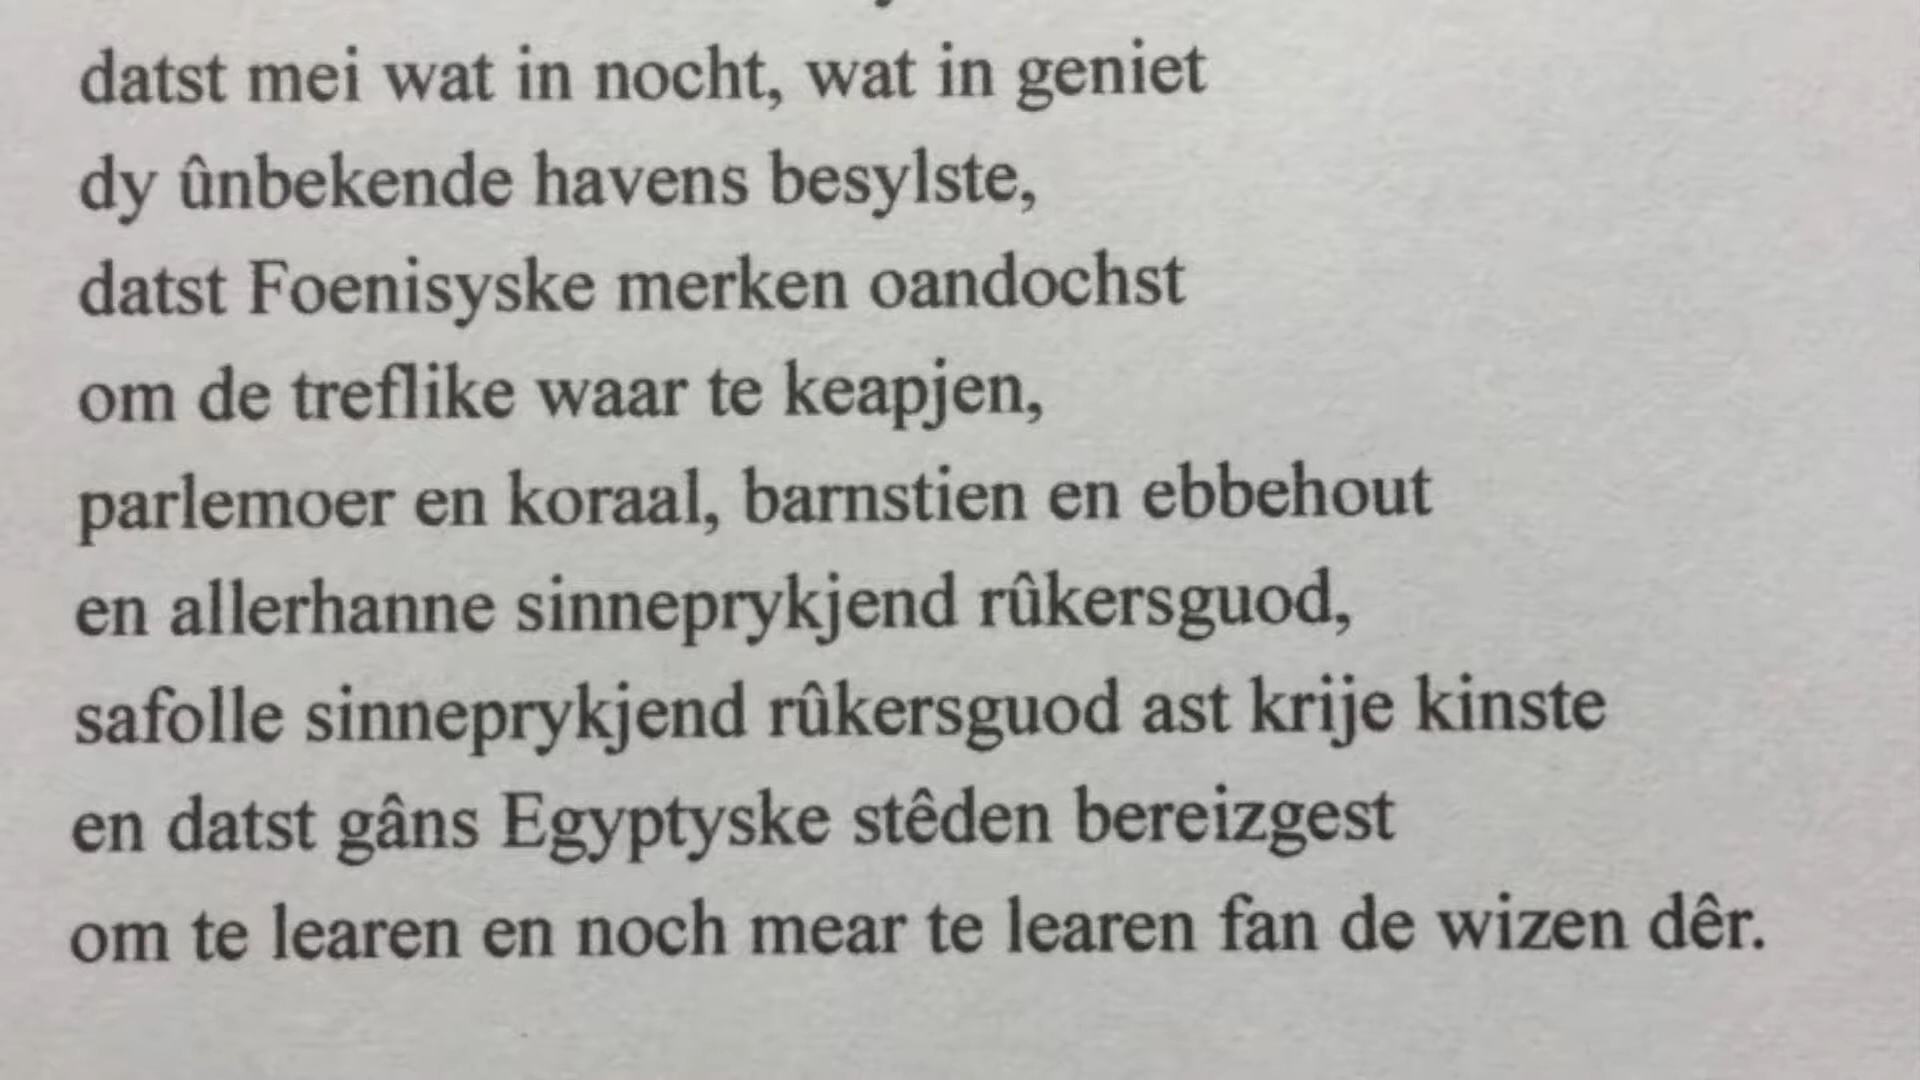 datst mei wat in nocht, wat in geniet
dy ûnbekende havens besylste,
datst Foenisyske merken oandochst
om de treflike waar te keapjen,
parlemoer en koraal, barnstien en ebbehout
en allerhanne sinneprykjend rûkersguod,
safolle sinneprykjend rûkersguod ast krije kinste
en datst gâns Egyptyske stêden bereizgest
om te learen en noch mear te learen fan de wizen dêr.